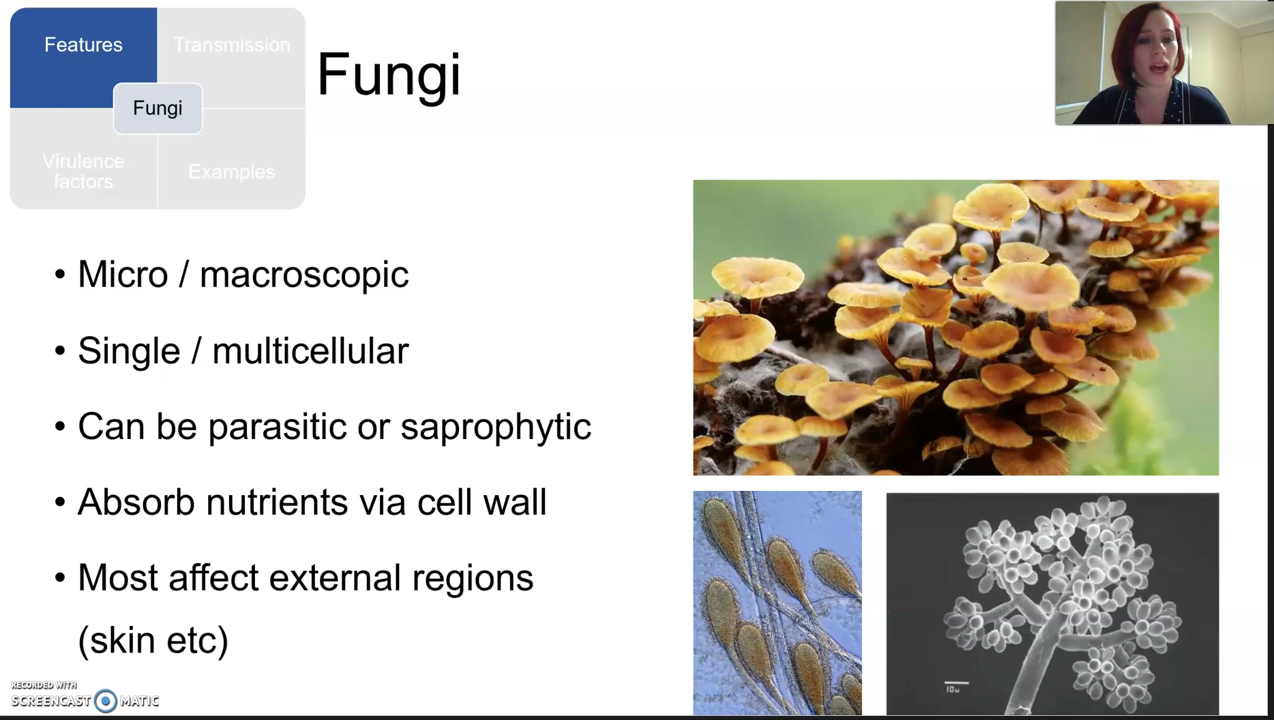 Features
Transmission
Fungi
Fungi
Virulence
factors
Examples
• Micro / macroscopic
• Single / multicellular
• Can be parasitic or saprophytic
• Absorb nutrients via cell wall
• Most affect external regions
(skin etc)
RECORDED WITH
SCREENCAST MATIC
10u